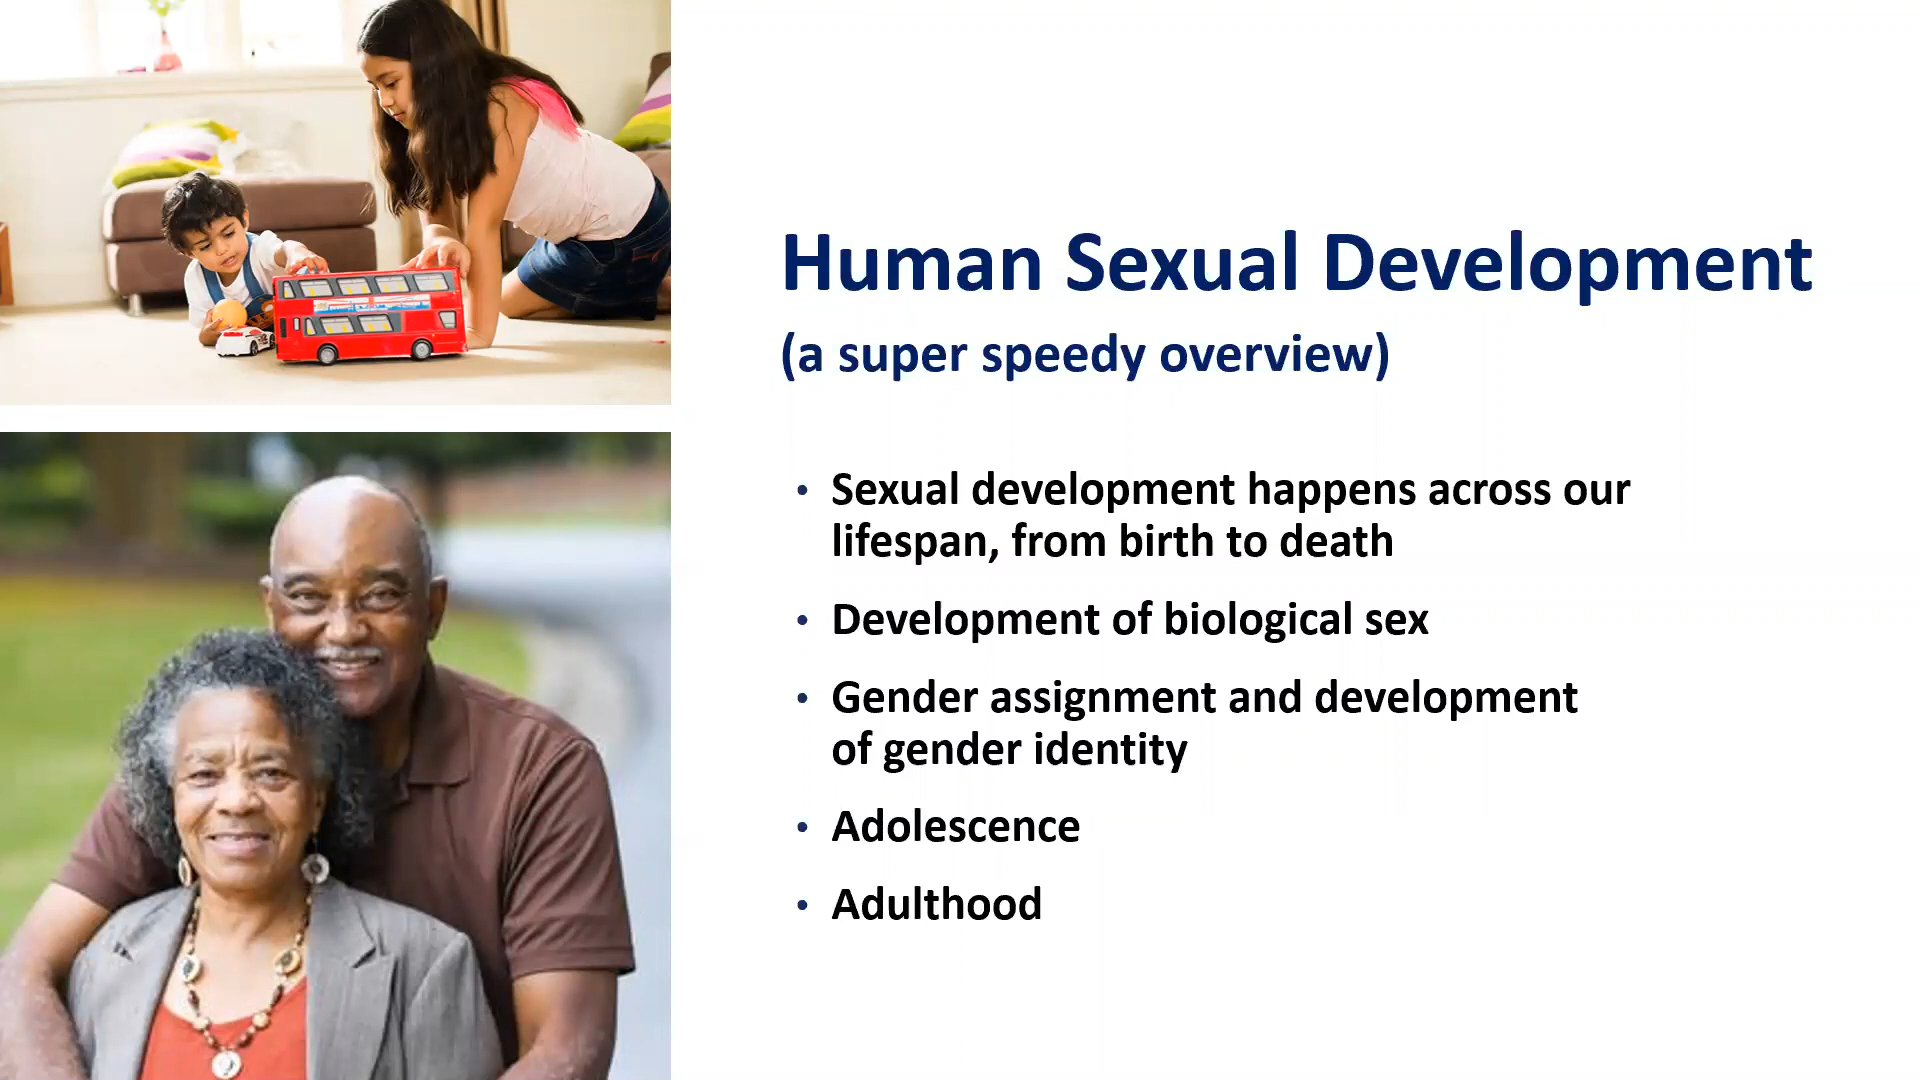 Human Sexual Development
(a super speedy overview)
• Sexual development happens across our
lifespan, from birth to death
• Development of biological sex
• Gender assignment and development
of gender identity
• Adolescence
• Adulthood